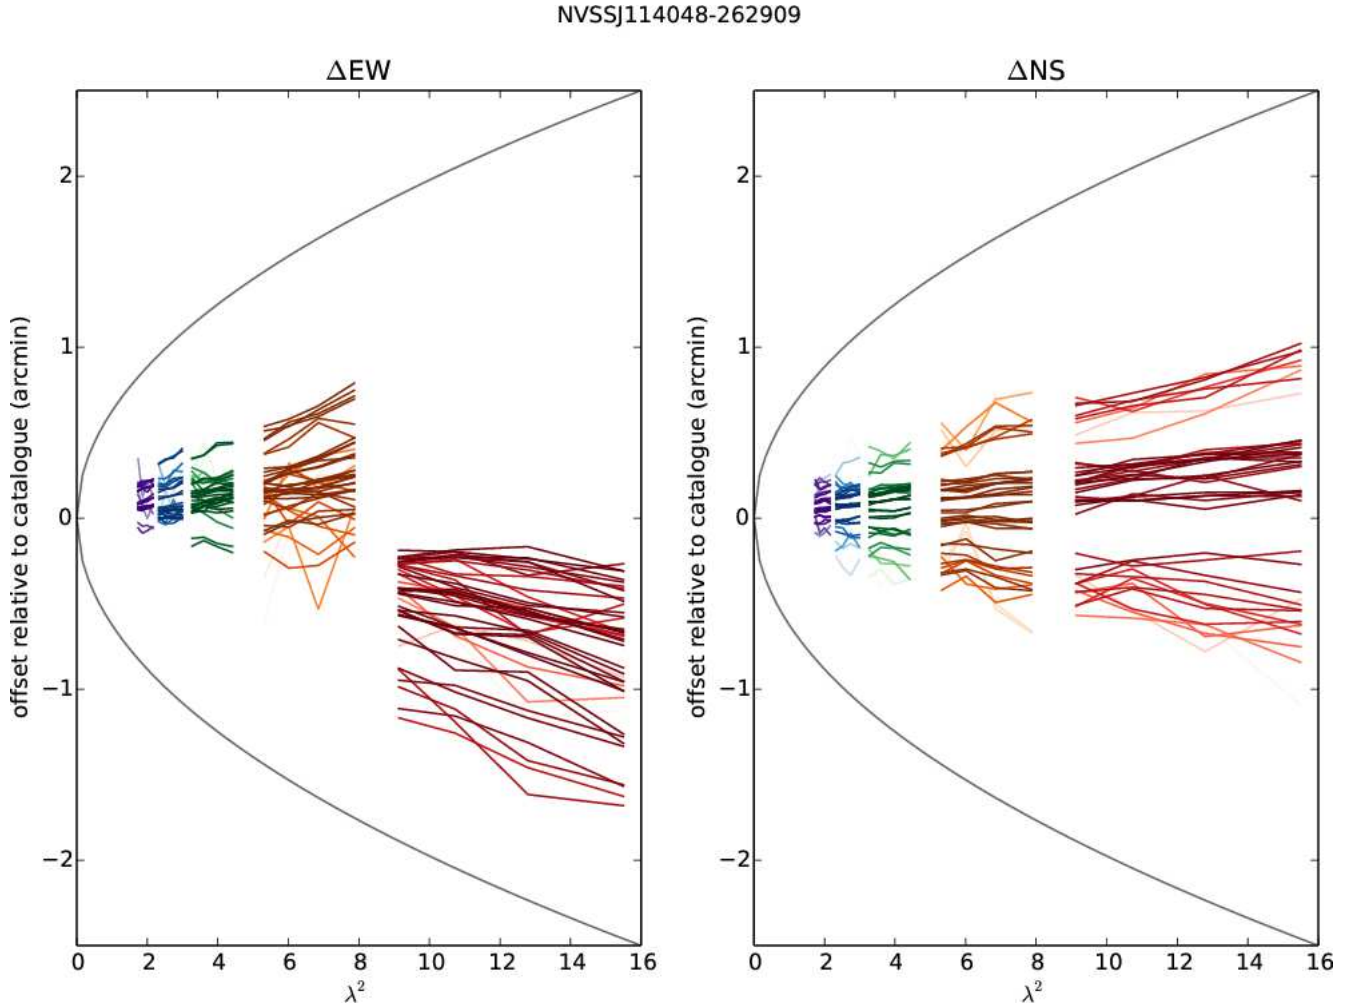 NVSSJ114048-262909
ΔEW
ΔNS
offset relative to catalogue (arcmin)
2
1
0
−1
−2
0 2 4 6 8 10 12 14 16
λ²
offset relative to catalogue (arcmin)
2
1
0
−1
−2
0 2 4 6 8 10 12 14 16
λ²